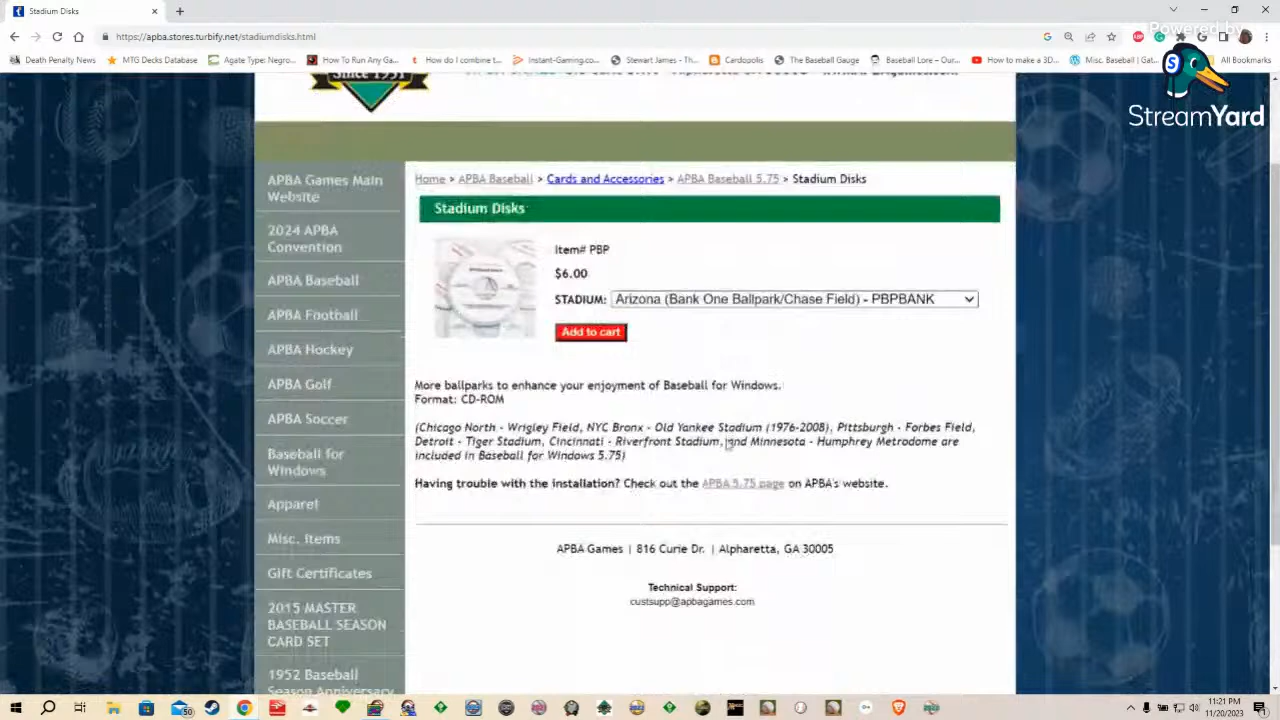 Stadium Disks
https://apba.stores.turbify.net/stadiumdisks.html
Powered by
Death Penalty News
MTG Decks Database
Agate Type: Negro...
How To Run Any Ga...
How do I combine t...
Instant-Gaming.co...
Stewart James - Th...
Cardopolis
The Baseball Gauge
Baseball Lore – Our...
How to make a 3D...
Misc. Baseball | Gat...
All Bookmarks
StreamYard
Since 1951
APBA Games Main
Website
2024 APBA
Convention
APBA Baseball
APBA Football
APBA Hockey
APBA Golf
APBA Soccer
Baseball for
Windows
Apparel
Misc. Items
Gift Certificates
2015 MASTER
BASEBALL SEASON
CARD SET
1952 Baseball
Season Anniversary
Home > APBA Baseball > Cards and Accessories > APBA Baseball 5.75 > Stadium Disks
Stadium Disks
Item# PBP
$6.00
STADIUM: Arizona (Bank One Ballpark/Chase Field) - PBPBANK
Add to cart
More ballparks to enhance your enjoyment of Baseball for Windows.
Format: CD-ROM
(Chicago North - Wrigley Field, NYC Bronx - Old Yankee Stadium (1976-2008), Pittsburgh - Forbes Field,
Detroit - Tiger Stadium, Cincinnati - Riverfront Stadium, and Minnesota - Humphrey Metrodome are
included in Baseball for Windows 5.75)
Having trouble with the installation? Check out the APBA 5.75 page on APBA's website.
APBA Games | 816 Curie Dr. | Alpharetta, GA 30005
Technical Support:
custsupp@apbagames.com
50
11:21 PM
11/20/2023